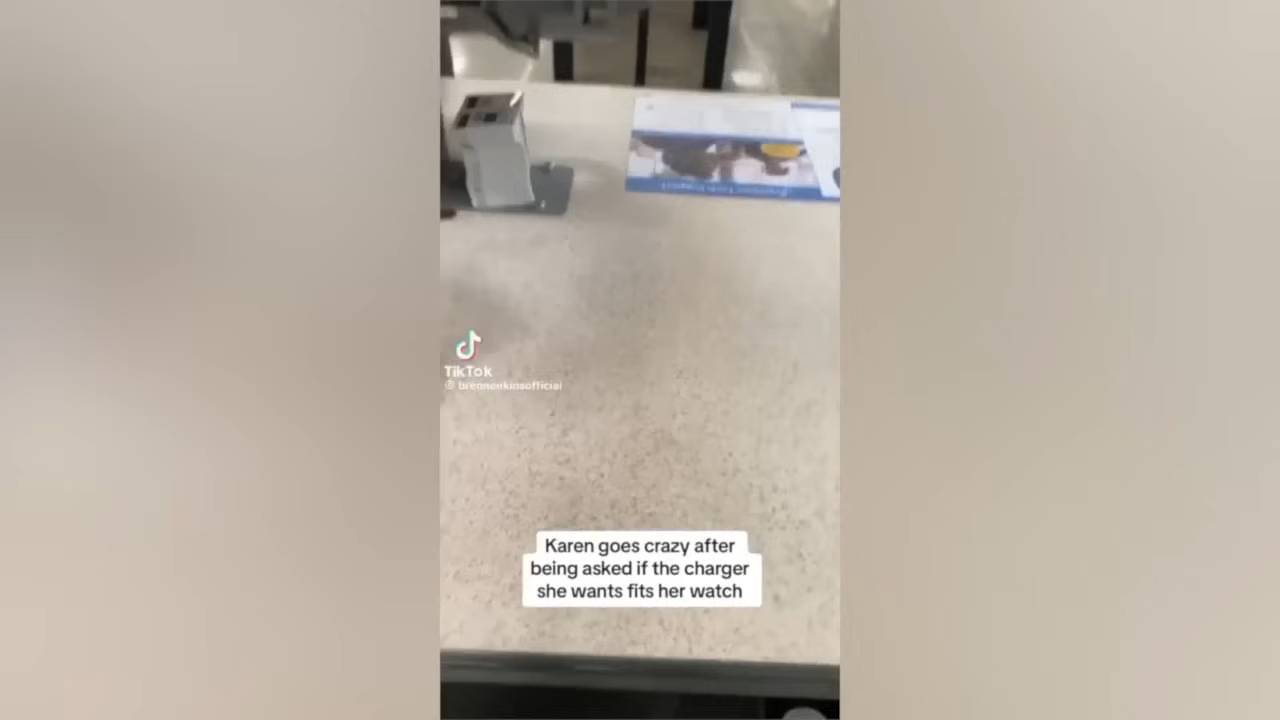 TikTok
Karen goes crazy after
being asked if the charger
she wants fits her watch